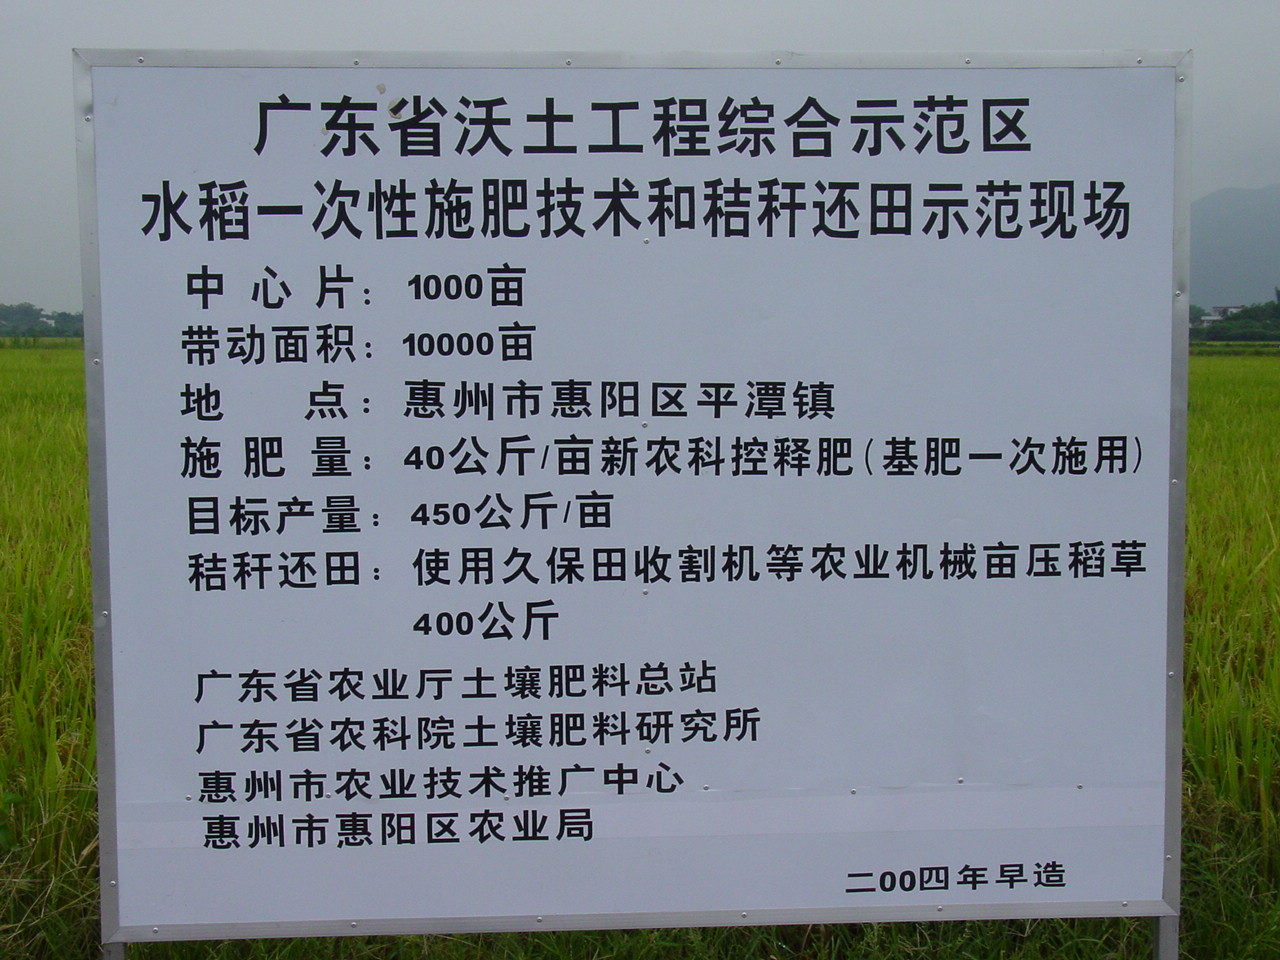 广东省沃土工程综合示范区
水稻一次性施肥技术和秸秆还田示范现场
中心片：1000亩
带动面积：10000亩
地点：惠州市惠阳区平潭镇
施肥量：40公斤/亩新农科控释肥（基肥一次施用）
目标产量：450公斤/亩
秸秆还田：使用久保田收割机等农业机械亩压稻草
400公斤
广东省农业厅土壤肥料总站
广东省农科院土壤肥料研究所
惠州市农业技术推广中心
惠州市惠阳区农业局
二00四年早造